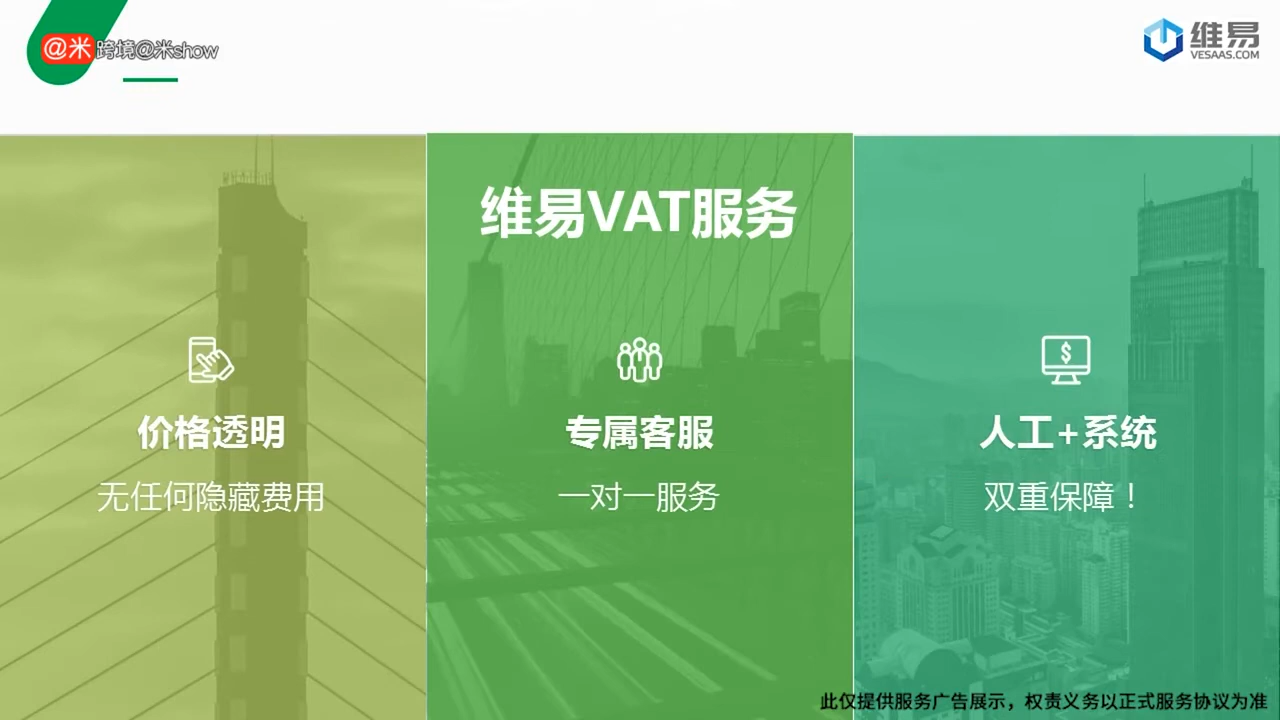 @米 跨境@米show
维易
VESAAS.COM
维易VAT服务
价格透明
无任何隐藏费用
专属客服
一对一服务
人工+系统
双重保障！
此仅提供服务广告展示，权责义务以正式服务协议为准